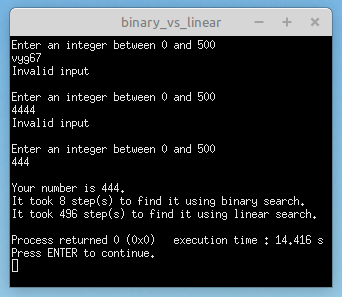 binary_vs_linear
Enter an integer between 0 and 500
vyg67
Invalid input
Enter an integer between 0 and 500
4444
Invalid input
Enter an integer between 0 and 500
444
Your number is 444.
It took 8 step(s) to find it using binary search.
It took 496 step(s) to find it using linear search.
Process returned 0 (0x0)   execution time : 14.416 s
Press ENTER to continue.